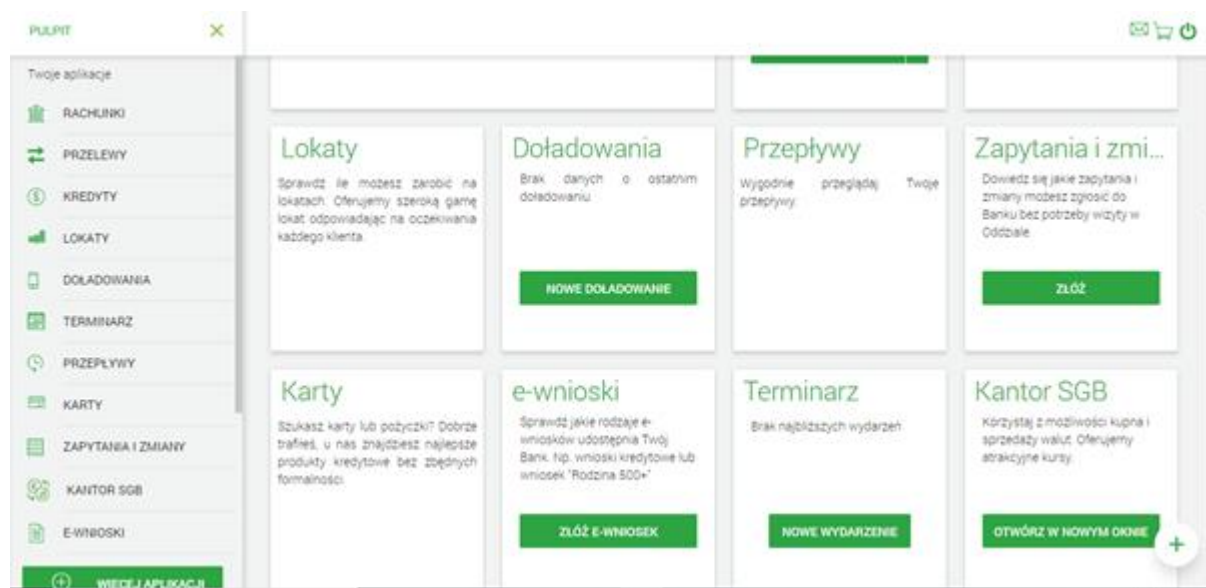 PULPIT
Twoje aplikacje
RACHUNKI
PRZELEWY
KREDYTY
LOKATY
DOŁADOWANIA
TERMINARZ
PRZEPŁYWY
KARTY
ZAPYTANIA I ZMIANY
KANTOR SGB
E-WNIOSKI
WIĘCEJ APLIKACJI
Lokaty
Sprawdź ile możesz zarobić na
lokatach. Oferujemy szeroką gamę
lokat odpowiadając na oczekiwania
każdego klienta.
Doładowania
Brak danych o ostatnim
doładowaniu
NOWE DOŁADOWANIE
Przepływy
Wygodnie przeglądaj Twoje
przepływy.
Zapytania i zmi...
Dowiedz się jakie zapytania i
zmiany możesz zgłosić do
Banku bez potrzeby wizyty w
Oddziale.
ZŁÓŻ
Karty
Szukasz karty lub pożyczki? Dobrze
trafiłeś, u nas znajdziesz najlepsze
produkty kredytowe bez zbędnych
formalności.
e-wnioski
Sprawdź jakie rodzaje e-
wniosków udostępnia Twój
Bank. Np. wnioski kredytowe lub
wniosek "Rodzina 500+"
ZŁÓŻ E-WNIOSEK
Terminarz
Brak najbliższych wydarzeń
NOWE WYDARZENIE
Kantor SGB
Korzystaj z możliwości kupna i
sprzedaży walut. Oferujemy
atrakcyjne kursy.
OTWÓRZ W NOWYM OKNIE